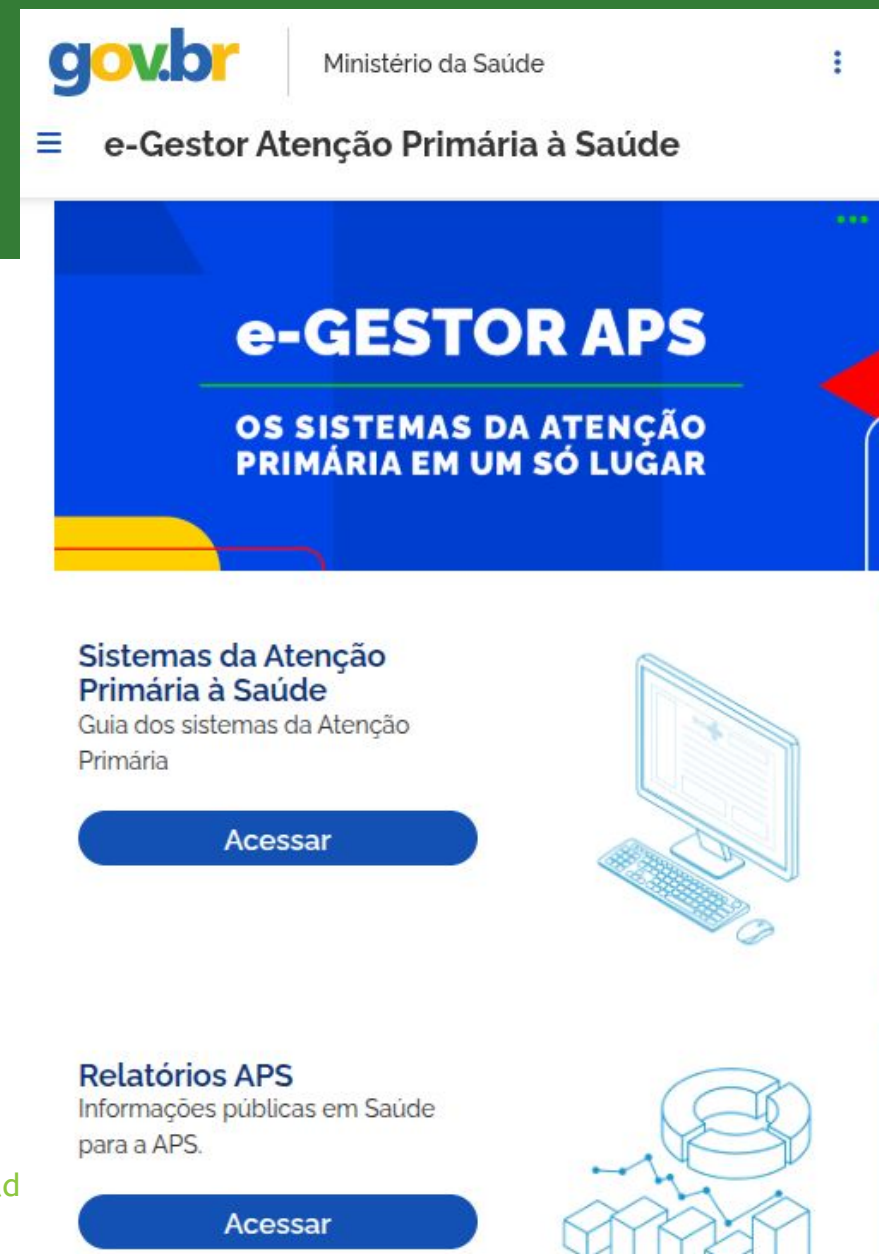 gov.br
Ministério da Saúde
e-Gestor Atenção Primária à Saúde
e-GESTOR APS
OS SISTEMAS DA ATENÇÃO
PRIMÁRIA EM UM SÓ LUGAR
Sistemas da Atenção
Primária à Saúde
Guia dos sistemas da Atenção
Primária
Acessar
Relatórios APS
Informações públicas em Saúde
para a APS.
Acessar